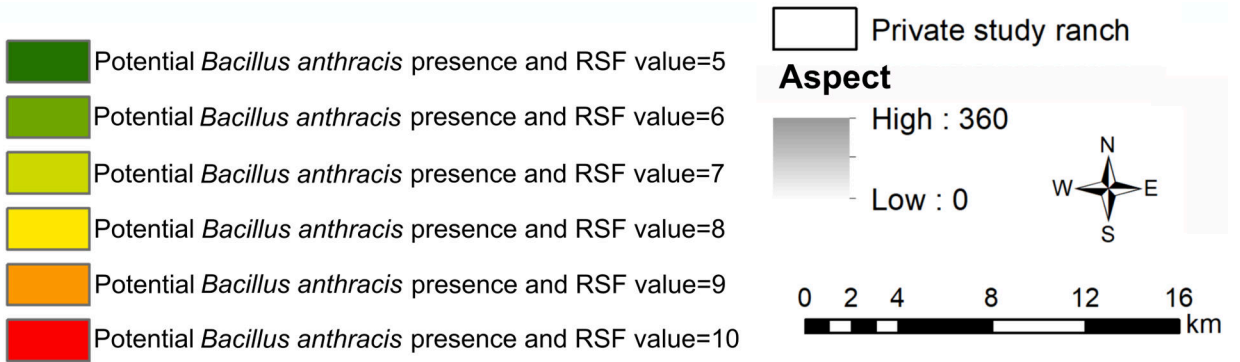 Potential Bacillus anthracis presence and RSF value=5
Potential Bacillus anthracis presence and RSF value=6
Potential Bacillus anthracis presence and RSF value=7
Potential Bacillus anthracis presence and RSF value=8
Potential Bacillus anthracis presence and RSF value=9
Potential Bacillus anthracis presence and RSF value=10
Private study ranch
Aspect
High : 360
Low : 0
N
W E
S
0 2 4 8 12 16
km